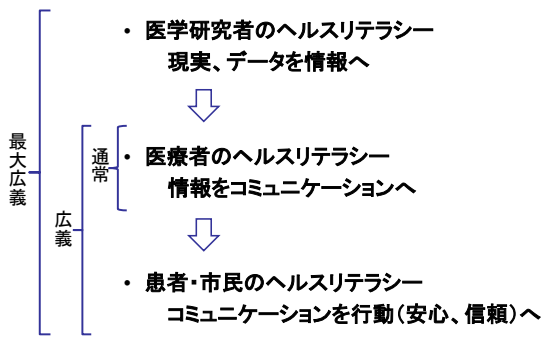 ・ 医学研究者のヘルスリテラシー
現実、データを情報へ
最大広義
通常
・ 医療者のヘルスリテラシー
情報をコミュニケーションへ
広義
・ 患者・市民のヘルスリテラシー
コミュニケーションを行動(安心、信頼)へ